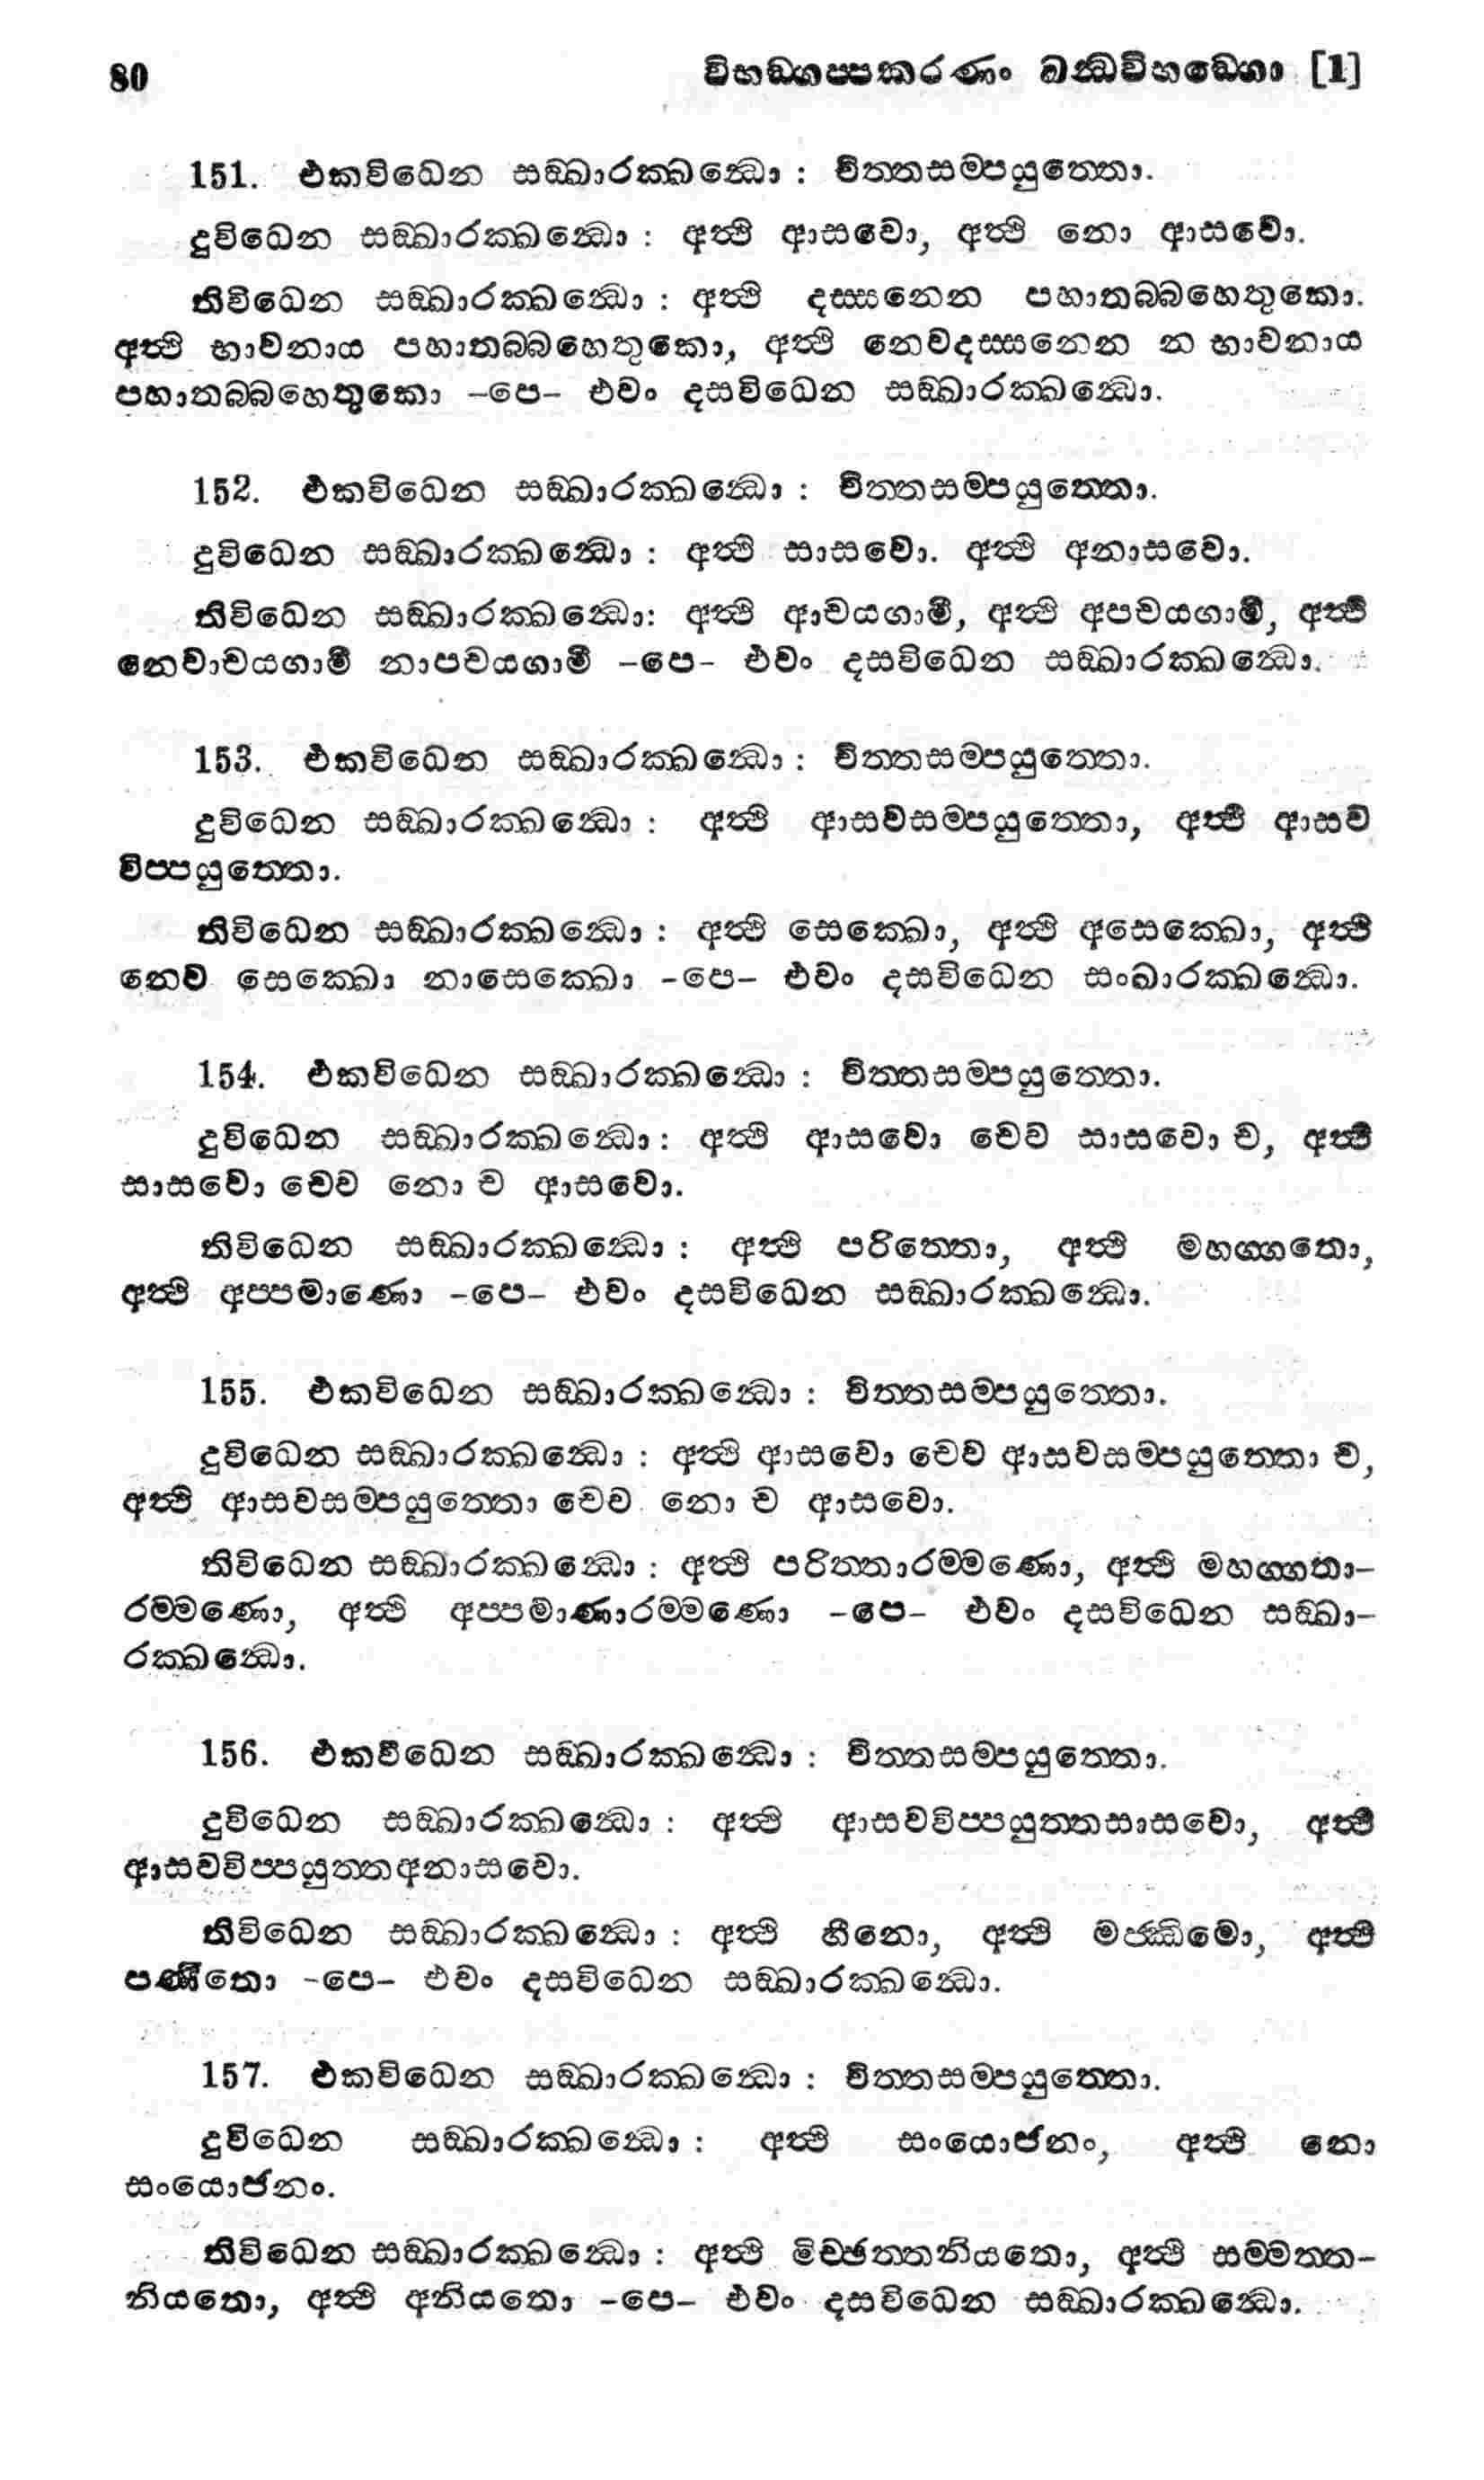 80 විභඞ්ගප්පකරණං ඛන්ධවිභඞ්ගො [1]
151. එකවිධෙන සඞ්ඛාරක්ඛන්ධො : චිත්තසම්පයුත්තො.
දුවිධෙන සඞ්ඛාරක්ඛන්ධො : අත්ථි ආසවො, අත්ථි නො ආසවො.
තිවිධෙන සඞ්ඛාරක්ඛන්ධො : අත්ථි දස්සනෙන පහාතබ්බහෙතුකො.
අත්ථි භාවනාය පහාතබ්බහෙතුකො, අත්ථි නෙවදස්සනෙන න භාවනාය
පහාතබ්බහෙතුකො -පෙ- එවං දසවිධෙන සඞ්ඛාරක්ඛන්ධො.
152. එකවිධෙන සඞ්ඛාරක්ඛන්ධො : චිත්තසම්පයුත්තො.
දුවිධෙන සඞ්ඛාරක්ඛන්ධො : අත්ථි සාසවො. අත්ථි අනාසවො.
තිවිධෙන සඞ්ඛාරක්ඛන්ධො: අත්ථි ආචයගාමී, අත්ථි අපචයගාමී, අත්ථි
නෙවාචයගාමී නාපචයගාමී -පෙ- එවං දසවිධෙන සඞ්ඛාරක්ඛන්ධො.
153. එකවිධෙන සඞ්ඛාරක්ඛන්ධො : චිත්තසම්පයුත්තො.
දුවිධෙන සඞ්ඛාරක්ඛන්ධො : අත්ථි ආසවසම්පයුත්තො, අත්ථි ආසව
විප්පයුත්තො.
තිවිධෙන සඞ්ඛාරක්ඛන්ධො : අත්ථි සෙක්ඛො, අත්ථි අසෙක්ඛො, අත්ථි
නෙව සෙක්ඛො නාසෙක්ඛො -පෙ- එවං දසවිධෙන සංඛාරක්ඛන්ධො.
154. එකවිධෙන සඞ්ඛාරක්ඛන්ධො : චිත්තසම්පයුත්තො.
දුවිධෙන සඞ්ඛාරක්ඛන්ධො : අත්ථි ආසවො චෙව සාසවො ච, අත්ථි
සාසවො චෙව නො ච ආසවො.
තිවිධෙන සඞ්ඛාරක්ඛන්ධො : අත්ථි පරිත්තො, අත්ථි මහග්ගතො,
අත්ථි අප්පමාණො -පෙ- එවං දසවිධෙන සඞ්ඛාරක්ඛන්ධො.
155. එකවිධෙන සඞ්ඛාරක්ඛන්ධො : චිත්තසම්පයුත්තො.
දුවිධෙන සඞ්ඛාරක්ඛන්ධො : අත්ථි ආසවො චෙව ආසවසම්පයුත්තො ච,
අත්ථි ආසවසම්පයුත්තො චෙව නො ච ආසවො.
තිවිධෙන සඞ්ඛාරක්ඛන්ධො : අත්ථි පරිත්තාරම්මණො, අත්ථි මහග්ගතා-
රම්මණො, අත්ථි අප්පමාණාරම්මණො -පෙ- එවං දසවිධෙන සඞ්ඛා-
රක්ඛන්ධො.
156. එකවිධෙන සඞ්ඛාරක්ඛන්ධො : චිත්තසම්පයුත්තො.
දුවිධෙන සඞ්ඛාරක්ඛන්ධො : අත්ථි ආසවවිප්පයුත්තසාසවො, අත්ථි
ආසවවිප්පයුත්තඅනාසවො.
තිවිධෙන සඞ්ඛාරක්ඛන්ධො : අත්ථි හීනො, අත්ථි මජ්ඣිමො, අත්ථි
පණීතො -පෙ- එවං දසවිධෙන සඞ්ඛාරක්ඛන්ධො.
157. එකවිධෙන සඞ්ඛාරක්ඛන්ධො : චිත්තසම්පයුත්තො.
දුවිධෙන සඞ්ඛාරක්ඛන්ධො : අත්ථි සංයොජනං, අත්ථි නො
සංයොජනං.
තිවිධෙන සඞ්ඛාරක්ඛන්ධො : අත්ථි මිච්ඡත්තනියතො, අත්ථි සම්මත්ත-
නියතො, අත්ථි අනියතො -පෙ- එවං දසවිධෙන සඞ්ඛාරක්ඛන්ධො.